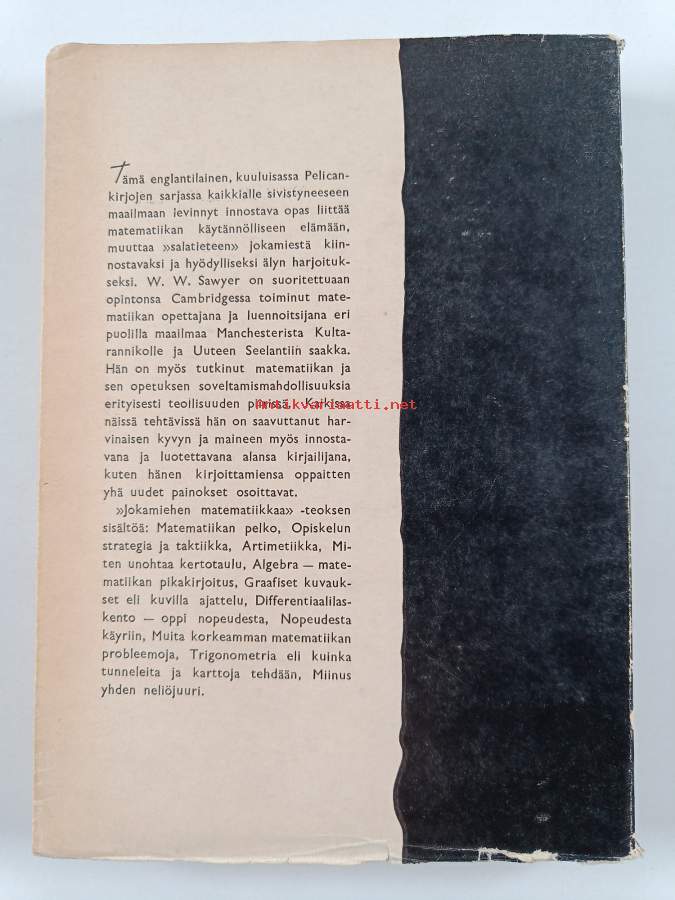 Tämä englantilainen, kuuluisassa Pelican-
kirjojen sarjassa kaikkialle sivistyneeseen
maailmaan levinnyt innostava opas liittää
matematiikan käytännölliseen elämään,
muuttaa »salatieteen» jokamiestä kiin-
nostavaksi ja hyödylliseksi älyn harjoituk-
seksi. W. W. Sawyer on suoritettuaan
opintonsa Cambridgessa toiminut mate-
matiikan opettajana ja luennoitsijana eri
puolilla maailmaa Manchesterista Kulta-
rannikolle ja Uuteen Seelantiin saakka.
Hän on myös tutkinut matematiikan ja
sen opetuksen soveltamismahdollisuuksia
erityisesti teollisuuden piirissä. Kaikissa
antikvariaatti.net
näissä tehtävissä hän on saavuttanut har-
vinaisen kyvyn ja maineen myös innosta-
vana ja luotettavana alansa kirjailijana,
kuten hänen kirjoittamiensa oppaitten
yhä uudet painokset osoittavat.
»Jokamiehen matematiikkaa» -teoksen
sisältöä: Matematiikan pelko, Opiskelun
strategia ja taktiikka, Artimetiikka, Mi-
ten unohtaa kertotaulu, Algebra — mate-
matiikan pikakirjoitus, Graafiset kuvauk-
set eli kuvilla ajattelu, Differentiaalilas-
kento — oppi nopeudesta, Nopeudesta
käyriin, Muita korkeamman matematiikan
probleemoja, Trigonometria eli kuinka
tunneleita ja karttoja tehdään, Miinus
yhden neliöjuuri.